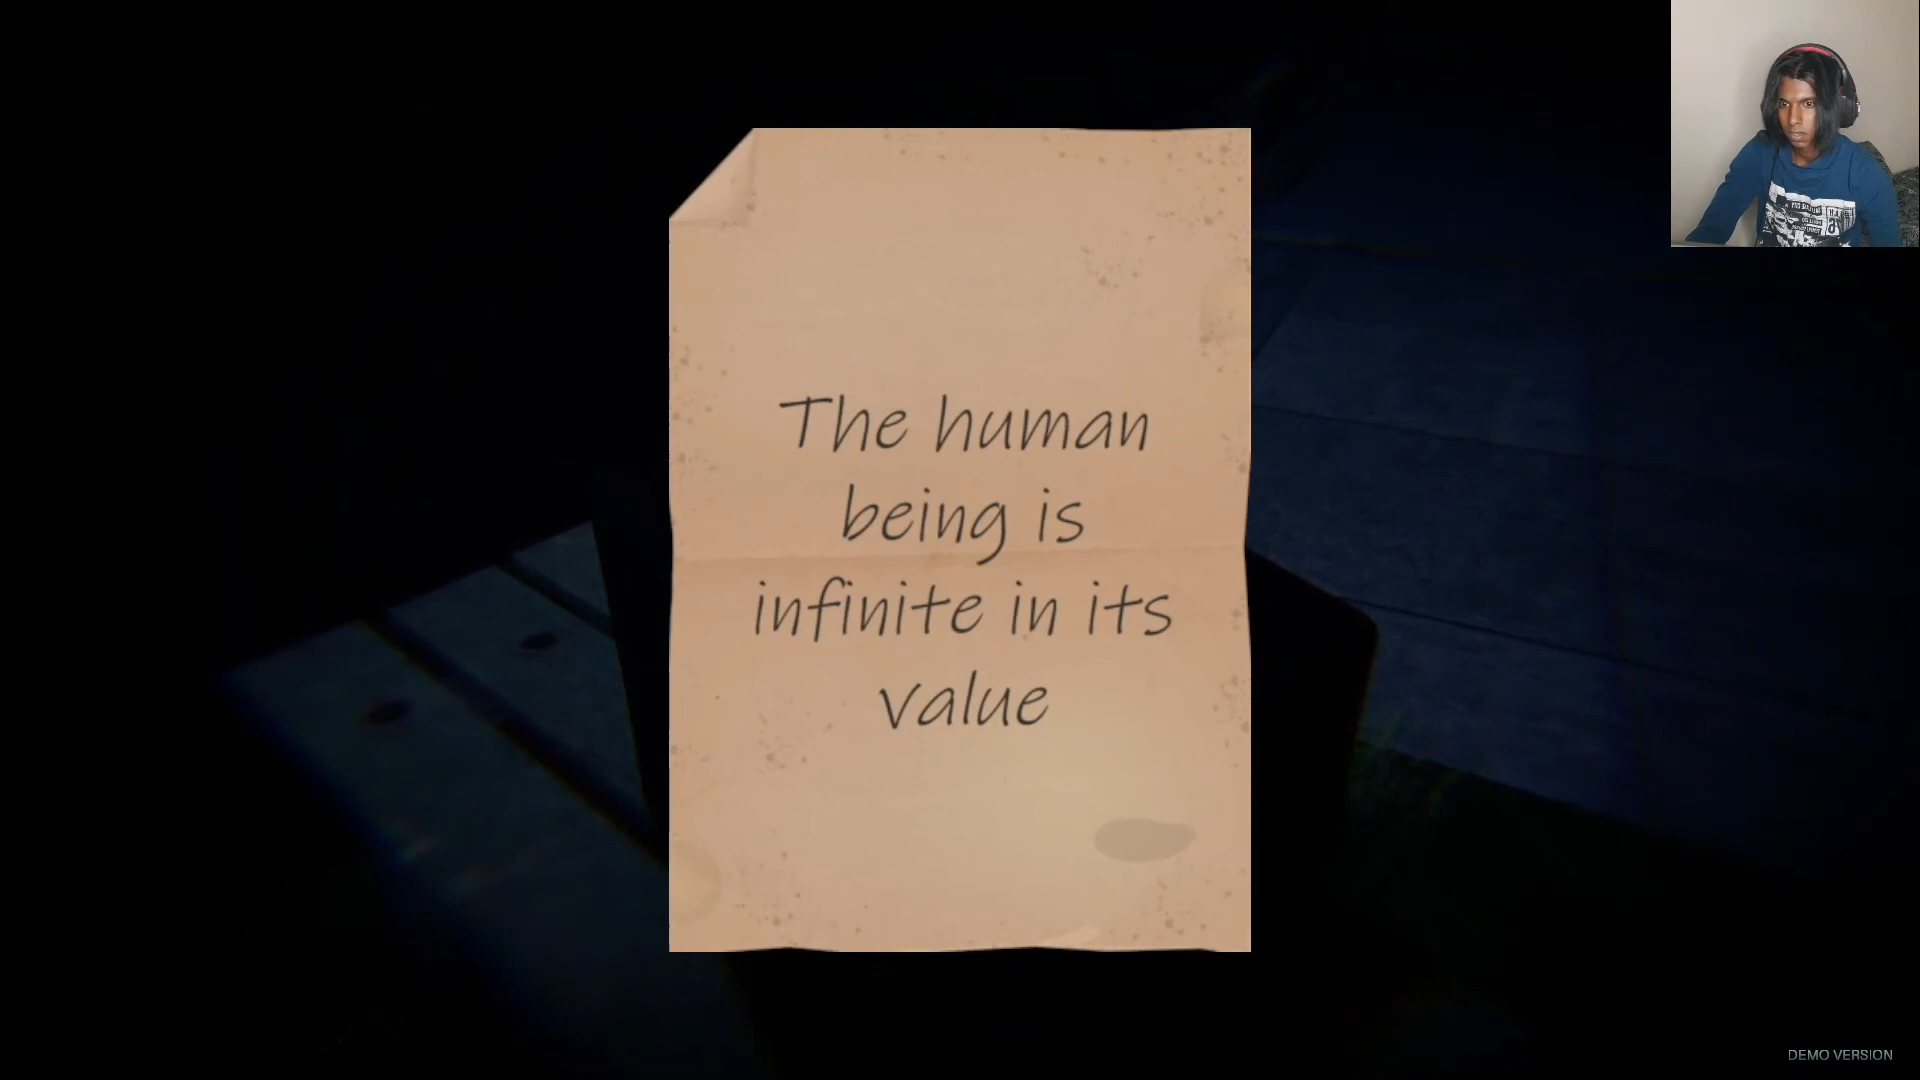 The human
being is
infinite in its
value
DEMO VERSION